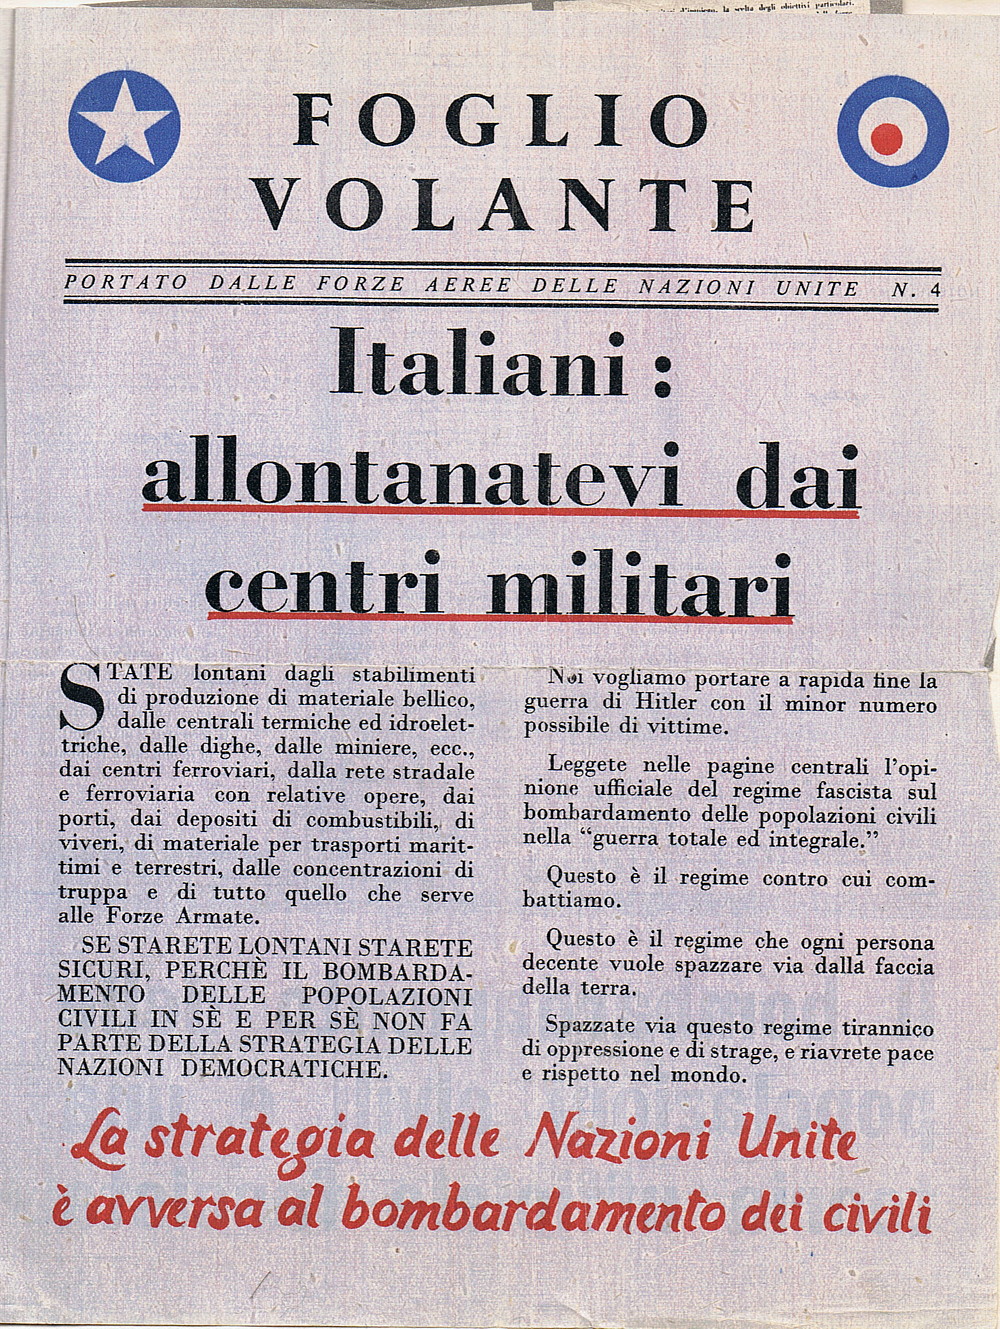 la scelta degli obiettivi particolari.
FOGLIO
VOLANTE
PORTATO DALLE FORZE AEREE DELLE NAZIONI UNITE N. 4
Italiani :
allontanatevi dai
centri militari
STATE lontani dagli stabilimenti
di produzione di materiale bellico,
dalle centrali termiche ed idroelet-
triche, dalle dighe, dalle miniere, ecc.,
dai centri ferroviari, dalla rete stradale
e ferroviaria con relative opere, dai
porti, dai depositi di combustibili, di
viveri, di materiale per trasporti marit-
timi e terrestri, dalle concentrazioni di
truppa e di tutto quello che serve
alle Forze Armate.
SE STARETE LONTANI STARETE
SICURI, PERCHÈ IL BOMBARDA-
MENTO DELLE POPOLAZIONI
CIVILI IN SÈ E PER SÈ NON FA
PARTE DELLA STRATEGIA DELLE
NAZIONI DEMOCRATICHE.
Noi vogliamo portare a rapida fine la
guerra di Hitler con il minor numero
possibile di vittime.
Leggete nelle pagine centrali l'opi-
nione ufficiale del regime fascista sul
bombardamento delle popolazioni civili
nella “guerra totale ed integrale.”
Questo è il regime contro cui com-
battiamo.
Questo è il regime che ogni persona
decente vuole spazzare via dalla faccia
della terra.
Spazzate via questo regime tirannico
di oppressione e di strage, e riavrete pace
e rispetto nel mondo.
La strategia delle Nazioni Unite
è avversa al bombardamento dei civili